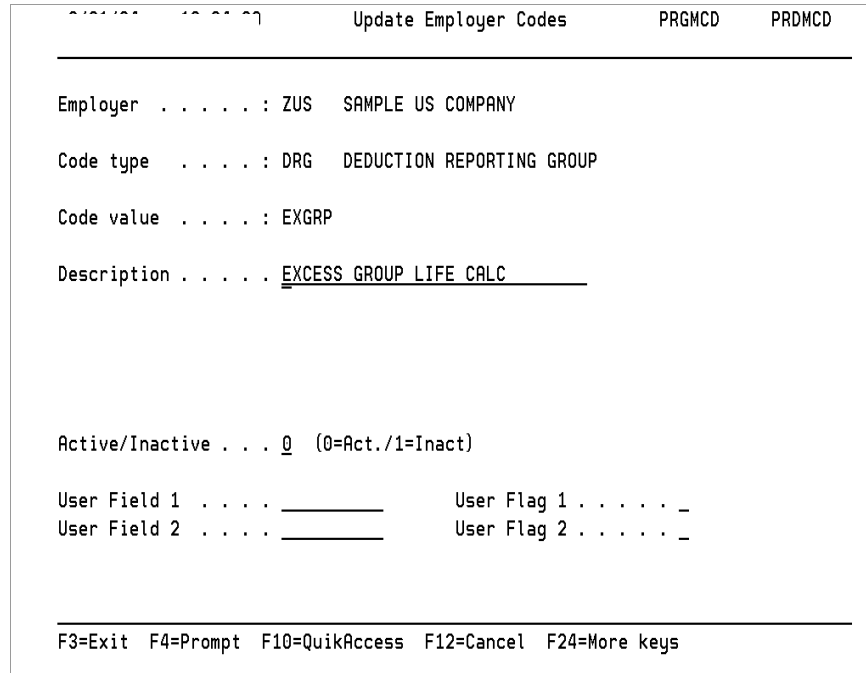 Update Employer Codes PRGMCD PRDMCD
Employer . . . . . : ZUS SAMPLE US COMPANY
Code type . . . . : DRG DEDUCTION REPORTING GROUP
Code value . . . . : EXGRP
Description . . . . . EXCESS GROUP LIFE CALC
Active/Inactive . . . 0 (0=Act./1=Inact)
User Field 1 . . . . User Flag 1 . . . . . _
User Field 2 . . . . User Flag 2 . . . . . _
F3=Exit F4=Prompt F10=QuikAccess F12=Cancel F24=More keys